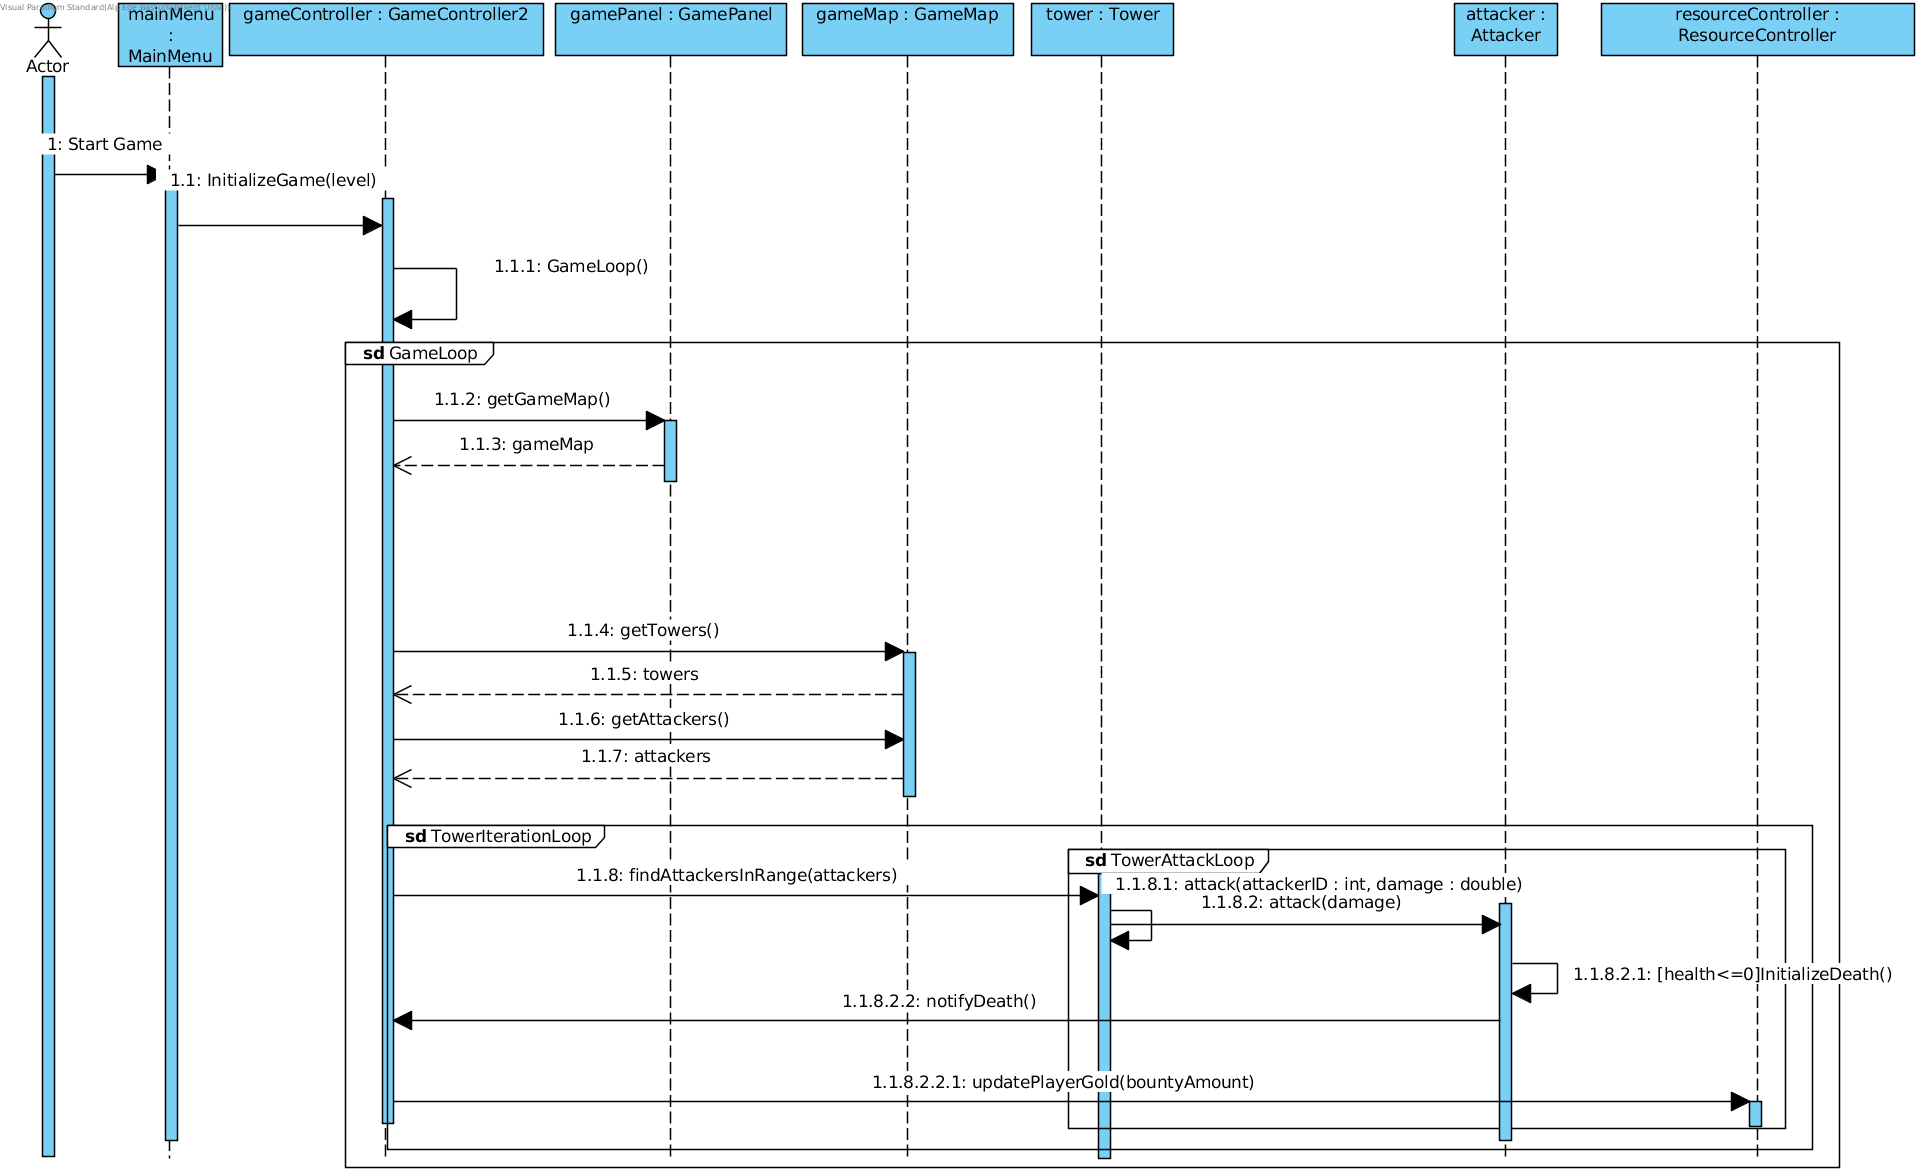 Visual Paradigm Standard(Alp Ege Basturk(Bilkent Univ.))
mainMenu
:
MainMenu
gameController : GameController2
gamePanel : GamePanel
gameMap : GameMap
tower : Tower
attacker :
Attacker
resourceController :
ResourceController
Actor
1: Start Game
1.1: InitializeGame(level)
1.1.1: GameLoop()
sd GameLoop
1.1.2: getGameMap()
1.1.3: gameMap
1.1.4: getTowers()
1.1.5: towers
1.1.6: getAttackers()
1.1.7: attackers
sd TowerIterationLoop
sd TowerAttackLoop
1.1.8: findAttackersInRange(attackers)
1.1.8.1: attack(attackerID : int, damage : double)
1.1.8.2: attack(damage)
1.1.8.2.1: [health<=0]InitializeDeath()
1.1.8.2.2: notifyDeath()
1.1.8.2.2.1: updatePlayerGold(bountyAmount)